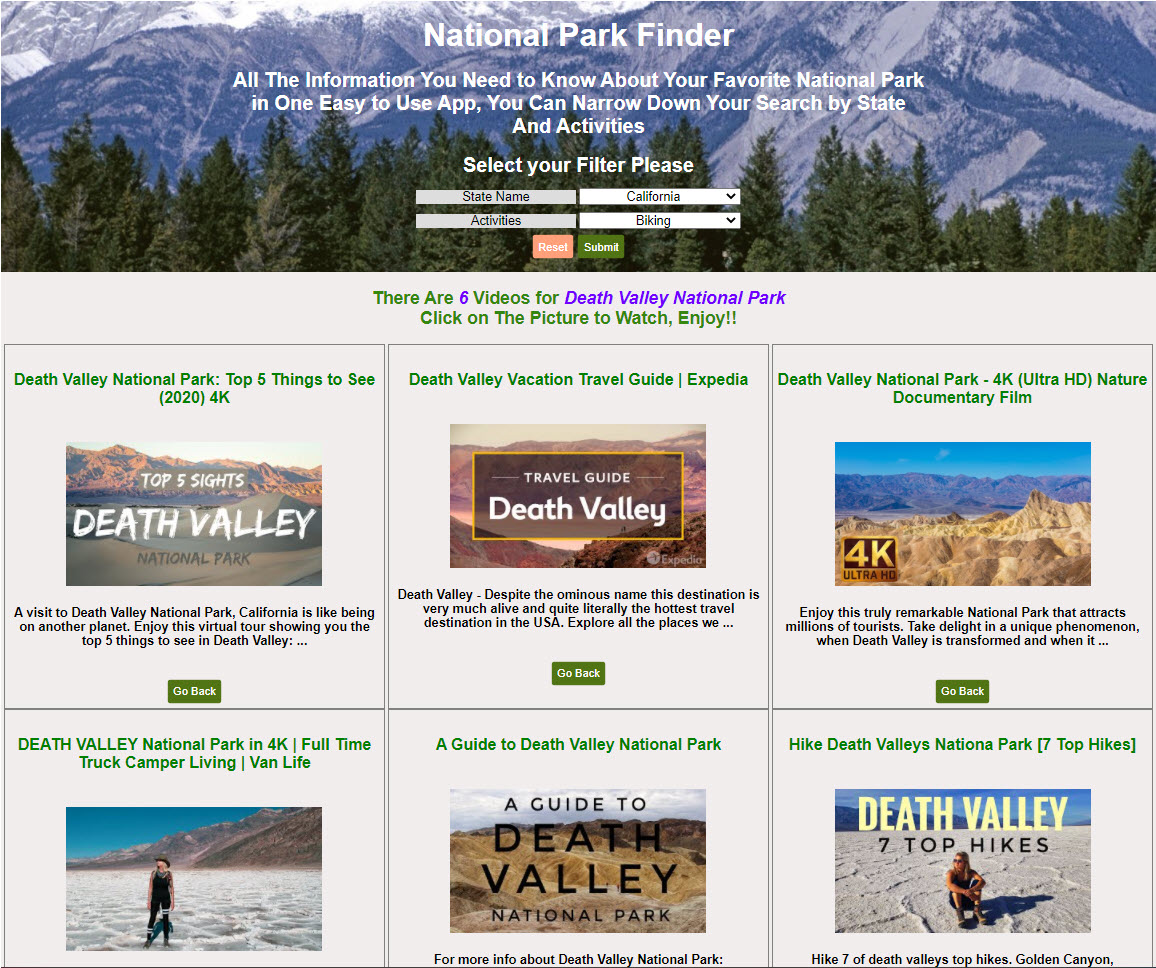 National Park Finder
All The Information You Need to Know About Your Favorite National Park
in One Easy to Use App, You Can Narrow Down Your Search by State
And Activities
Select your Filter Please
State Name California
Activities Biking
Reset Submit
There Are 6 Videos for Death Valley National Park
Click on The Picture to Watch, Enjoy!!
Death Valley National Park: Top 5 Things to See
(2020) 4K
TOP 5 SIGHTS
DEATH VALLEY
NATIONAL PARK
A visit to Death Valley National Park, California is like being
on another planet. Enjoy this virtual tour showing you the
top 5 things to see in Death Valley: ...
Go Back
Death Valley Vacation Travel Guide | Expedia
TRAVEL GUIDE
Death Valley
Expedia
Death Valley - Despite the ominous name this destination is
very much alive and quite literally the hottest travel
destination in the USA. Explore all the places we ...
Go Back
Death Valley National Park - 4K (Ultra HD) Nature
Documentary Film
4K
ULTRA HD
Enjoy this truly remarkable National Park that attracts
millions of tourists. Take delight in a unique phenomenon,
when Death Valley is transformed and when it ...
Go Back
DEATH VALLEY National Park in 4K | Full Time
Truck Camper Living | Van Life
A Guide to Death Valley National Park
A GUIDE TO
DEATH
VALLEY
NATIONAL PARK
For more info about Death Valley National Park:
Hike Death Valleys Nationa Park [7 Top Hikes]
DEATH VALLEY
7 TOP HIKES
Hike 7 of death valleys top hikes. Golden Canyon,